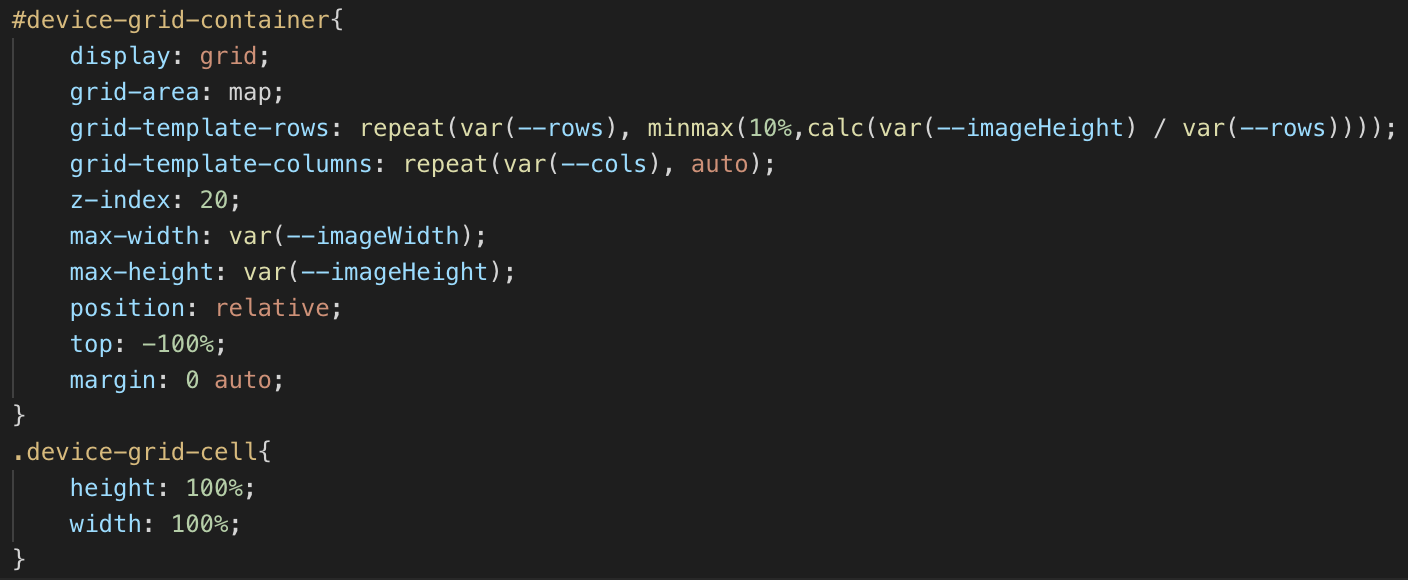 #device-grid-container{
    display: grid;
    grid-area: map;
    grid-template-rows: repeat(var(--rows), minmax(10%,calc(var(--imageHeight) / var(--rows))));
    grid-template-columns: repeat(var(--cols), auto);
    z-index: 20;
    max-width: var(--imageWidth);
    max-height: var(--imageHeight);
    position: relative;
    top: -100%;
    margin: 0 auto;
}
.device-grid-cell{
    height: 100%;
    width: 100%;
}